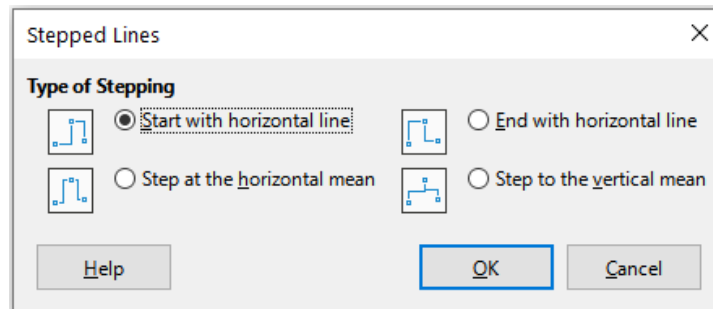 Stepped Lines
Type of Stepping
Start with horizontal line
End with horizontal line
Step at the horizontal mean
Step to the vertical mean
Help
OK
Cancel